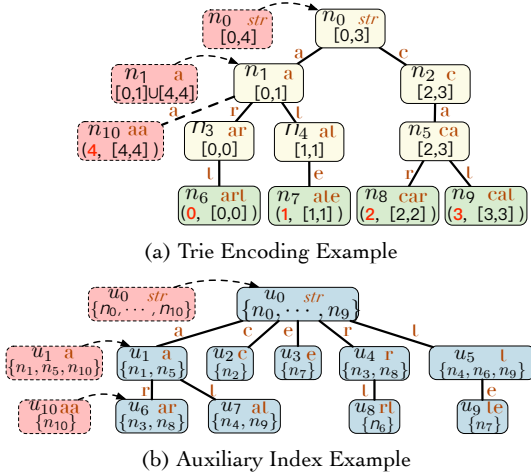 n0 str
[0,4]
n0 str
[0,3]
a
c
n1 a
[0,1]∪[4,4]
n1 a
[0,1]
n2 c
[2,3]
a
r
t
a
n10 aa
(4, [4,4])
n3 ar
[0,0]
n4 at
[1,1]
n5 ca
[2,3]
t
e
r
t
n6 art
(0, [0,0])
n7 ate
(1, [1,1])
n8 car
(2, [2,2])
n9 cat
(3, [3,3])
(a) Trie Encoding Example
u0 str
{n0, ⋯, n10}
u0 str
{n0, ⋯, n9}
a
c
e
r
t
u1 a
{n1, n5, n10}
u1 a
{n1, n5}
u2 c
{n2}
u3 e
{n7}
u4 r
{n3, n8}
u5 t
{n4, n6, n9}
r
t
t
e
u10 aa
{n10}
u6 ar
{n3, n8}
u7 at
{n4, n9}
u8 rt
{n6}
u9 te
{n7}
(b) Auxiliary Index Example